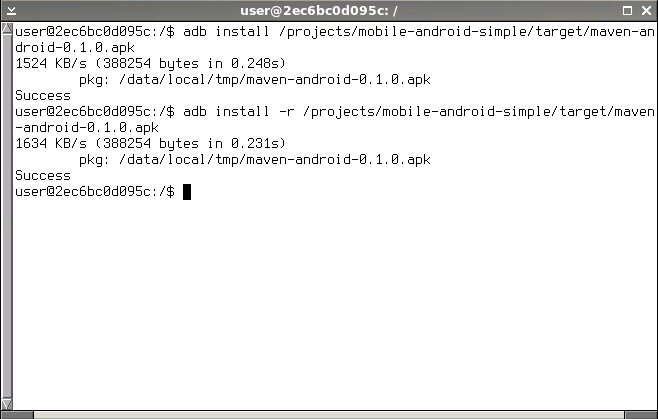 user@2ec6bc0d095c: /
user@2ec6bc0d095c:/$ adb install /projects/mobile-android-simple/target/maven-an
droid-0.1.0.apk
1524 KB/s (388254 bytes in 0.248s)
        pkg: /data/local/tmp/maven-android-0.1.0.apk
Success
user@2ec6bc0d095c:/$ adb install -r /projects/mobile-android-simple/target/maven
-android-0.1.0.apk
1634 KB/s (388254 bytes in 0.231s)
        pkg: /data/local/tmp/maven-android-0.1.0.apk
Success
user@2ec6bc0d095c:/$